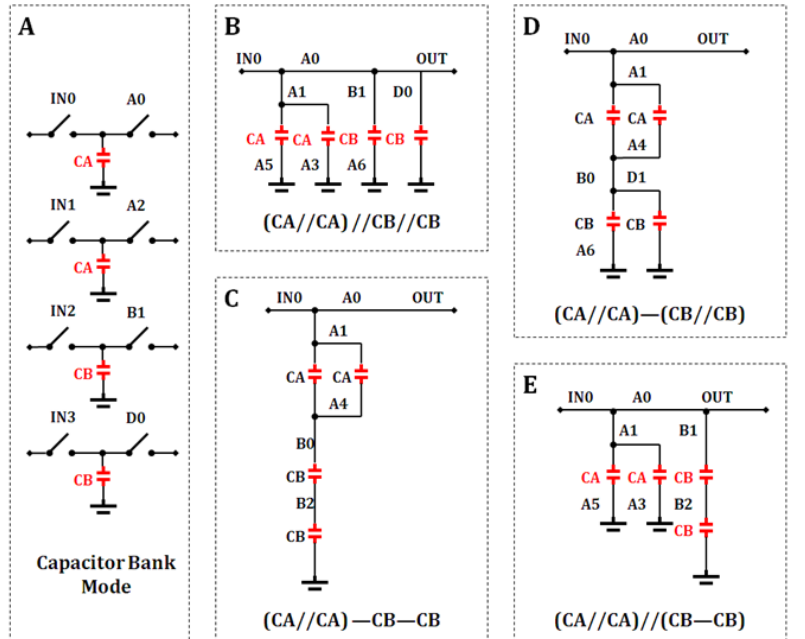 A
IN0 A0
CA
IN1 A2
CA
IN2 B1
CB
IN3 D0
CB
Capacitor Bank
Mode
B
IN0 A0 OUT
A1 B1 D0
CA CA CB CB
A5 A3 A6
(CA//CA)//CB//CB
C
IN0 A0 OUT
A1
CA CA
A4
B0
CB
B2
CB
(CA//CA)—CB—CB
D
IN0 A0 OUT
A1
CA CA
A4
B0 D1
CB CB
A6
(CA//CA)—(CB//CB)
E
IN0 A0 OUT
A1 B1
CA CA CB
A5 A3 B2
CB
(CA//CA)//(CB—CB)